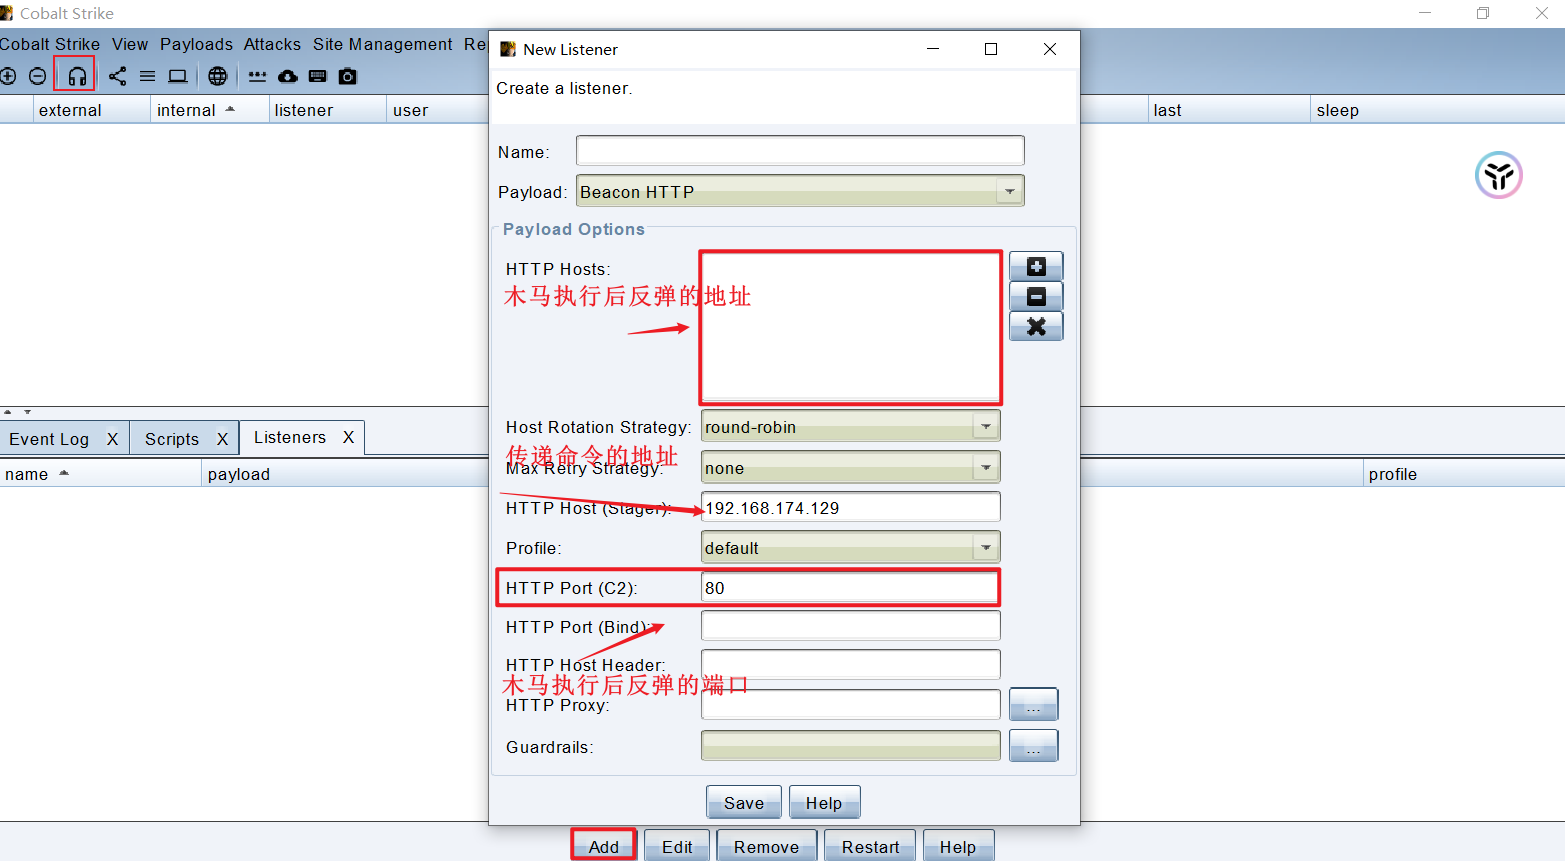 Cobalt Strike
Cobalt Strike View Payloads Attacks Site Management Re
New Listener
Create a listener.
external internal listener user last sleep
Name:
Payload: Beacon HTTP
Payload Options
HTTP Hosts:
木马执行后反弹的地址
Host Rotation Strategy: round-robin
传递命令的地址
Max Retry Strategy: none
HTTP Host (Stager): 192.168.174.129
Profile: default
HTTP Port (C2): 80
HTTP Port (Bind):
HTTP Host Header:
木马执行后反弹的端口
HTTP Proxy: ...
Guardrails: ...
Save Help
Event Log X Scripts X Listeners X
name payload profile
Add Edit Remove Restart Help